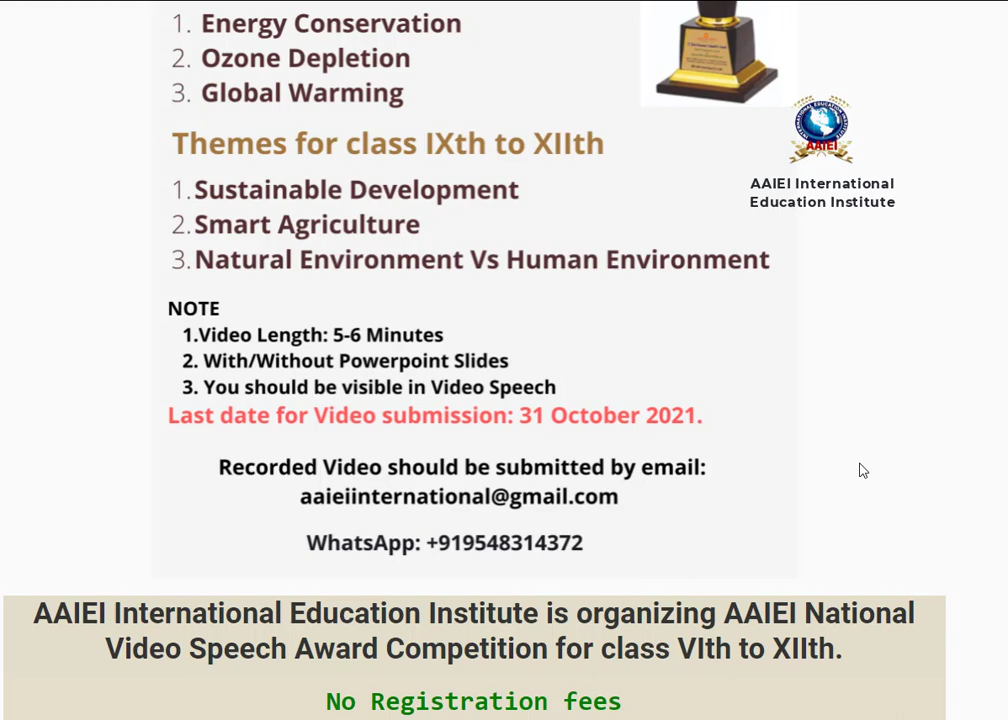 1. Energy Conservation
2. Ozone Depletion
3. Global Warming
Themes for class IXth to XIIth
1.Sustainable Development
2.Smart Agriculture
3.Natural Environment Vs Human Environment
INTERNATIONAL EDUCATION INSTITUTE
AAIEI
AAIEI International
Education Institute
NOTE
1.Video Length: 5-6 Minutes
2. With/Without Powerpoint Slides
3. You should be visible in Video Speech
Last date for Video submission: 31 October 2021.
Recorded Video should be submitted by email:
aaieiinternational@gmail.com
WhatsApp: +919548314372
AAIEI International Education Institute is organizing AAIEI National
Video Speech Award Competition for class VIth to XIIth.
No Registration fees